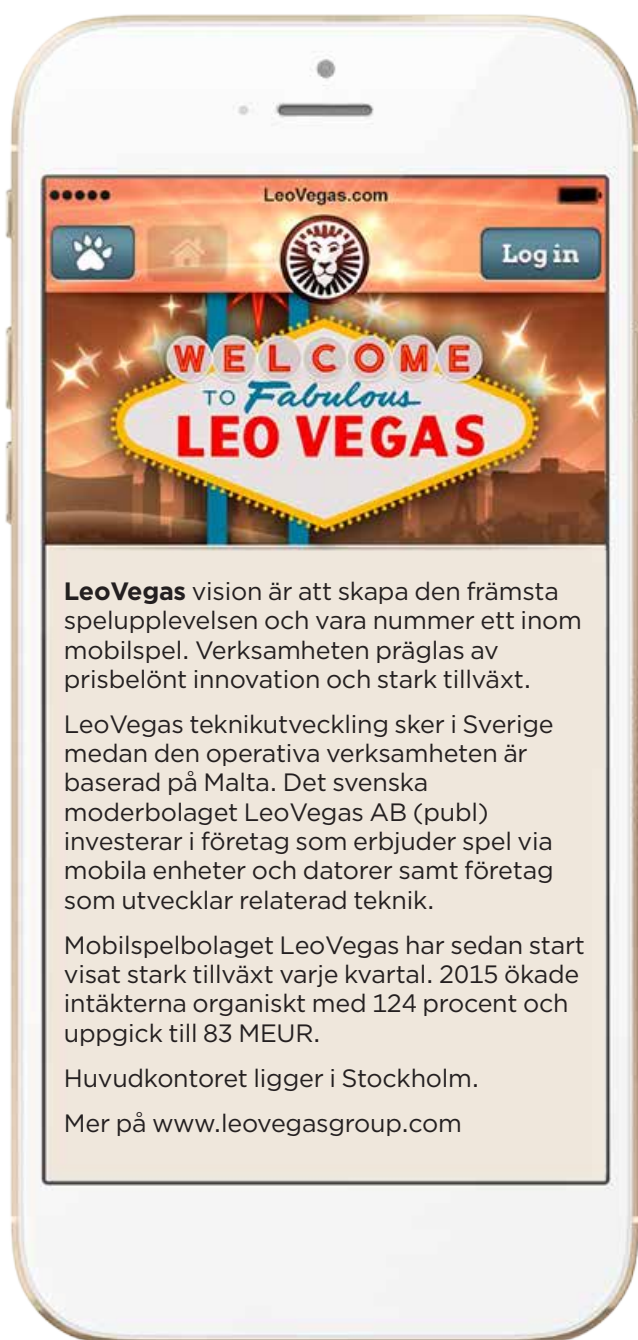 LeoVegas.com
Log in
WELCOME
TO Fabulous
LEO VEGAS
LeoVegas vision är att skapa den främsta
spelupplevelsen och vara nummer ett inom
mobilspel. Verksamheten präglas av
prisbelönt innovation och stark tillväxt.
LeoVegas teknikutveckling sker i Sverige
medan den operativa verksamheten är
baserad på Malta. Det svenska
moderbolaget LeoVegas AB (publ)
investerar i företag som erbjuder spel via
mobila enheter och datorer samt företag
som utvecklar relaterad teknik.
Mobilspelbolaget LeoVegas har sedan start
visat stark tillväxt varje kvartal. 2015 ökade
intäkterna organiskt med 124 procent och
uppgick till 83 MEUR.
Huvudkontoret ligger i Stockholm.
Mer på www.leovegasgroup.com